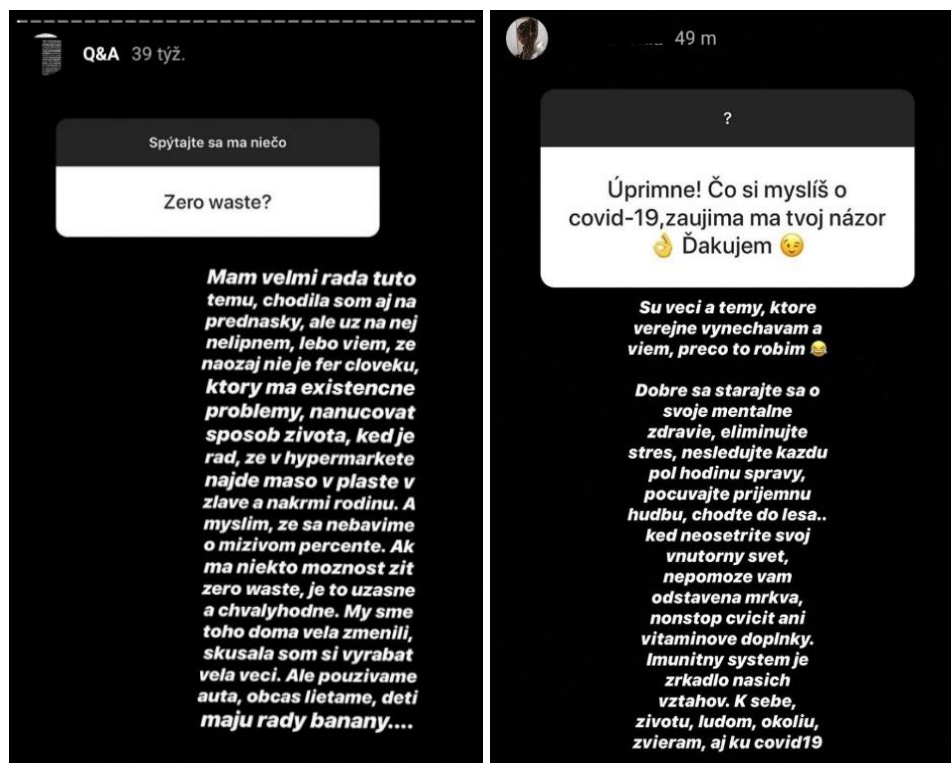 Q&A 39 týž.
Spýtajte sa ma niečo
Zero waste?
Mam velmi rada tuto
temu, chodila som aj na
prednasky, ale uz na nej
nelipnem, lebo viem, ze
naozaj nie je fer cloveku,
ktory ma existencne
problemy, nanucovat
sposob zivota, ked je
rad, ze v hypermarkete
najde maso v plaste v
zlave a nakrmi rodinu. A
myslim, ze sa nebavime
o mizivom percente. Ak
ma niekto moznost zit
zero waste, je to uzasne
a chvalyhodne. My sme
toho doma vela zmenili,
skusala som si vyrabat
vela veci. Ale pouzivame
auta, obcas lietame, deti
maju rady banany....
49 m
?
Úprimne! Čo si myslíš o
covid-19,zaujima ma tvoj názor
👌 Ďakujem 😉
Su veci a temy, ktore
verejne vynechavam a
viem, preco to robim 😂
Dobre sa starajte sa o
svoje mentalne
zdravie, eliminujte
stres, nesledujte kazdu
pol hodinu spravy,
pocuvajte prijemnu
hudbu, chodte do lesa..
ked neosetrite svoj
vnutorny svet,
nepomoze vam
odstavena mrkva,
nonstop cvicit ani
vitaminove doplnky.
Imunitny system je
zrkadlo nasich
vztahov. K sebe,
zivotu, ludom, okoliu,
zvieram, aj ku covid19